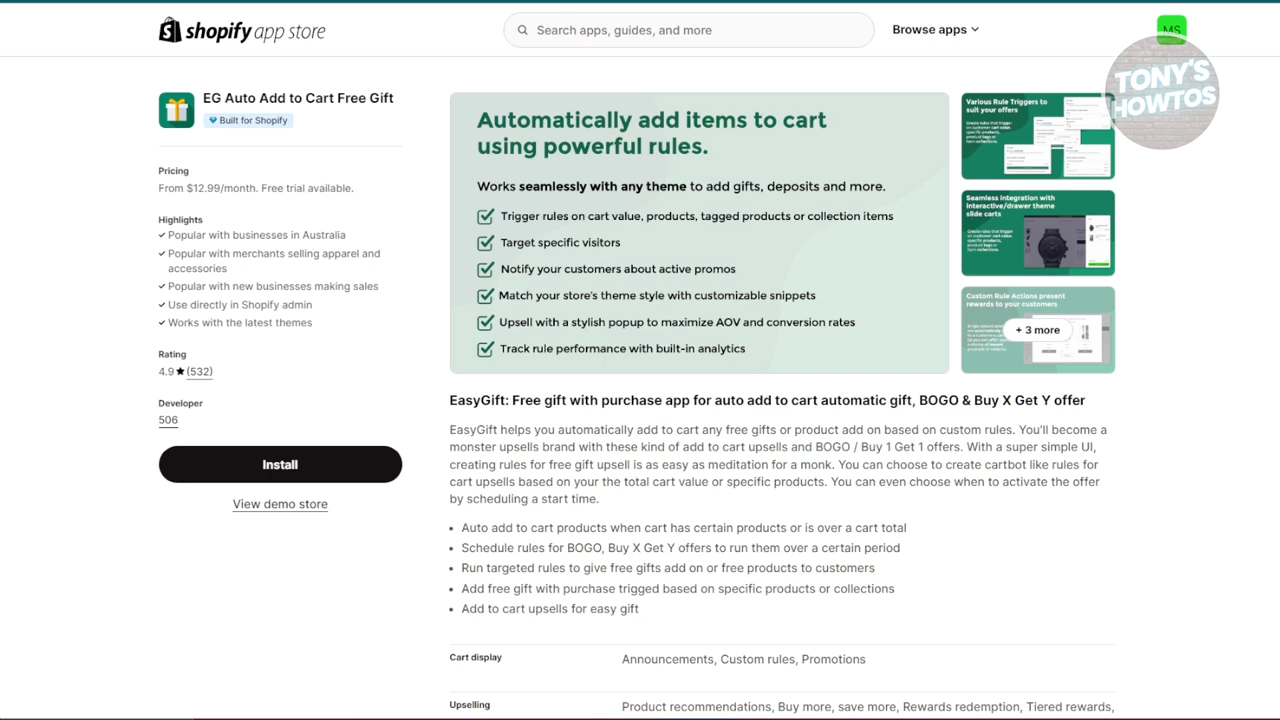 shopify app store
Search apps, guides, and more
Browse apps
MS
TONY'S
HOWTOS
EG Auto Add to Cart Free Gift
Built for Shopify
Pricing
From $12.99/month. Free trial available.
Highlights
Popular with businesses in Australia
Popular with merchants selling apparel and
accessories
Popular with new businesses making sales
Use directly in Shopify admin
Works with the latest themes
Rating
4.9★ (532)
Developer
506
Install
View demo store
Automatically add items to cart
using powerful rules.
Works seamlessly with any theme to add gifts, deposits and more.
Trigger rules on cart value, products, tagged products or collection items
Target specific visitors
Notify your customers about active promos
Match your store's theme style with customizable snippets
Upsell with a stylish popup to maximize AOV and conversion rates
Track rule performance with built-in analytics
Various Rule Triggers to
suit your offers
Seamless integration with
Interactive/drawer theme
slide carts
Custom Rule Actions present
rewards to your customers
+ 3 more
EasyGift: Free gift with purchase app for auto add to cart automatic gift, BOGO & Buy X Get Y offer
EasyGift helps you automatically add to cart any free gifts or product add on based on custom rules. You'll become a
monster upsells brand with these kind of add to cart upsells and BOGO / Buy 1 Get 1 offers. With a super simple UI,
creating rules for free gift upsell is as easy as meditation for a monk. You can choose to create cartbot like rules for
cart upsells based on your the total cart value or specific products. You can even choose when to activate the offer
by scheduling a start time.
• Auto add to cart products when cart has certain products or is over a cart total
• Schedule rules for BOGO, Buy X Get Y offers to run them over a certain period
• Run targeted rules to give free gifts add on or free products to customers
• Add free gift with purchase trigged based on specific products or collections
• Add to cart upsells for easy gift
Cart display
Announcements, Custom rules, Promotions
Upselling
Product recommendations, Buy more, save more, Rewards redemption, Tiered rewards,